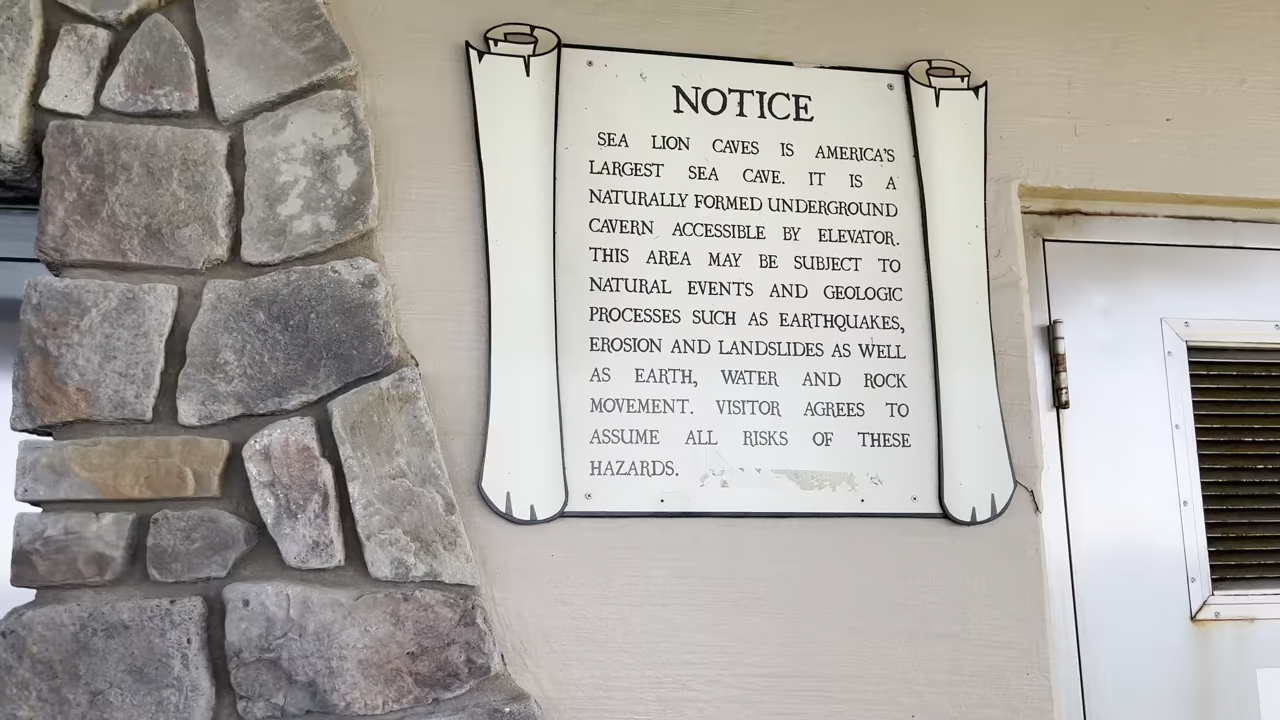 NOTICE
SEA LION CAVES IS AMERICA'S
LARGEST SEA CAVE. IT IS A
NATURALLY FORMED UNDERGROUND
CAVERN ACCESSIBLE BY ELEVATOR.
THIS AREA MAY BE SUBJECT TO
NATURAL EVENTS AND GEOLOGIC
PROCESSES SUCH AS EARTHQUAKES,
EROSION AND LANDSLIDES AS WELL
AS EARTH, WATER AND ROCK
MOVEMENT. VISITOR AGREES TO
ASSUME ALL RISKS OF THESE
HAZARDS.